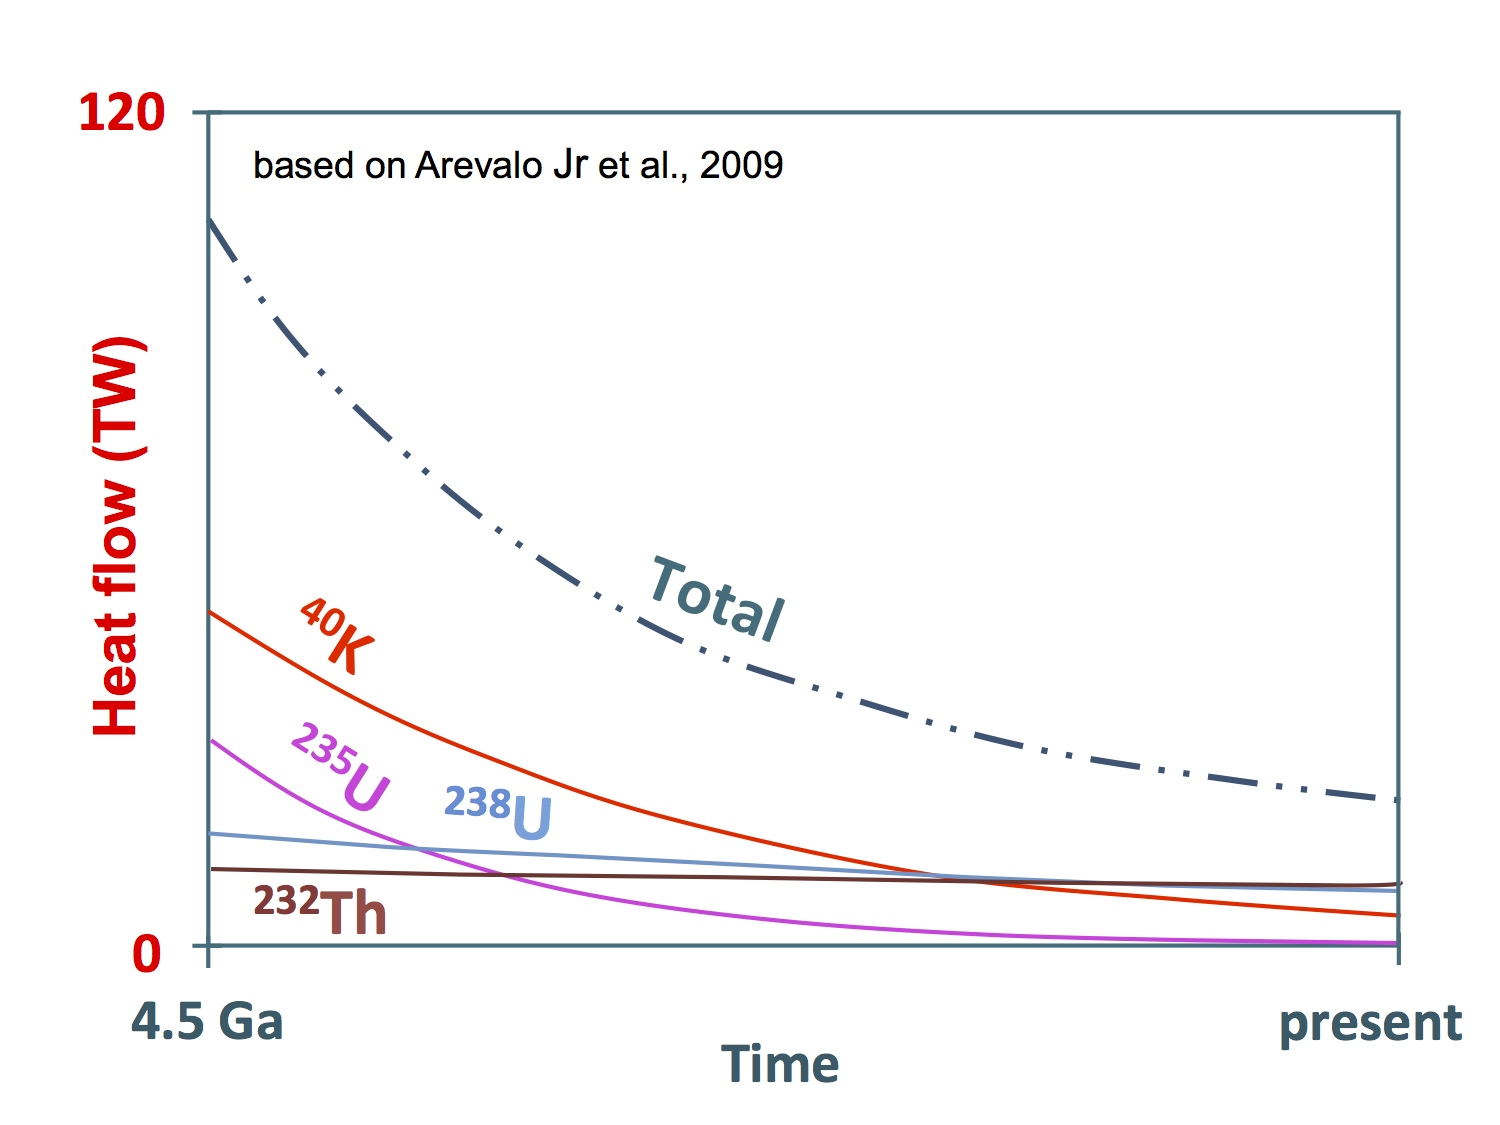 120
based on Arevalo Jr et al., 2009
Heat flow (TW)
Total
40K
235U
238U
232Th
0
4.5 Ga
present
Time